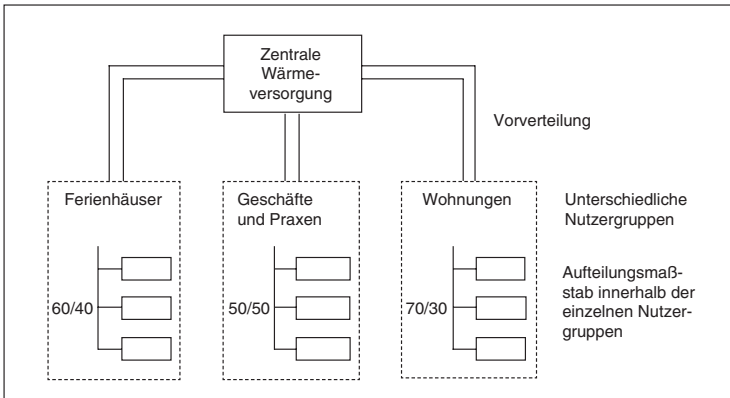 Zentrale
Wärme-
versorgung
Vorverteilung
Ferienhäuser
Geschäfte
und Praxen
Wohnungen
Unterschiedliche
Nutzergruppen
60/40
50/50
70/30
Aufteilungsmaß-
stab innerhalb der
einzelnen Nutzer-
gruppen